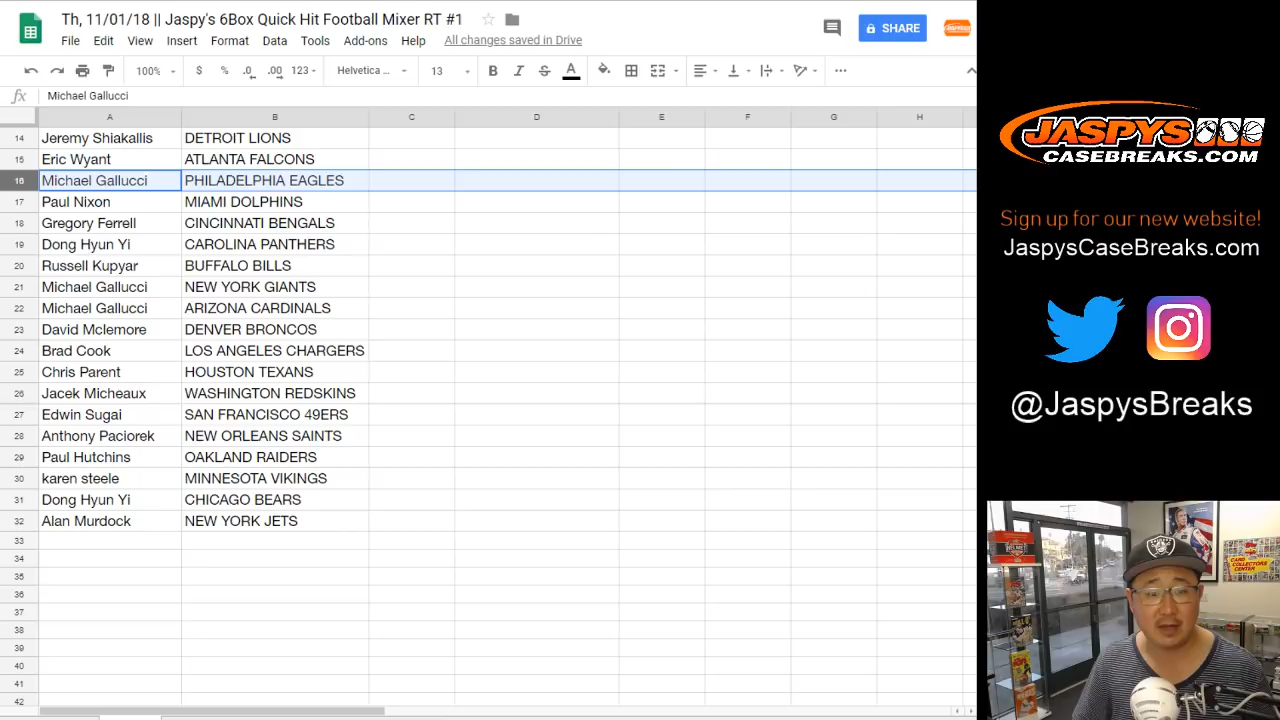 Th, 11/01/18 || Jaspy's 6Box Quick Hit Football Mixer RT #1
File Edit View Insert Format Data Tools Add-ons Help All changes saved in Drive
SHARE
100% $ % .0 .00 123 Helvetica ... 13 B I S A
fx Michael Gallucci
A B C D E F G H
14 Jeremy Shiakallis DETROIT LIONS
15 Eric Wyant ATLANTA FALCONS
16 Michael Gallucci PHILADELPHIA EAGLES
17 Paul Nixon MIAMI DOLPHINS
18 Gregory Ferrell CINCINNATI BENGALS
19 Dong Hyun Yi CAROLINA PANTHERS
20 Russell Kupyar BUFFALO BILLS
21 Michael Gallucci NEW YORK GIANTS
22 Michael Gallucci ARIZONA CARDINALS
23 David Mclemore DENVER BRONCOS
24 Brad Cook LOS ANGELES CHARGERS
25 Chris Parent HOUSTON TEXANS
26 Jacek Micheaux WASHINGTON REDSKINS
27 Edwin Sugai SAN FRANCISCO 49ERS
28 Anthony Paciorek NEW ORLEANS SAINTS
29 Paul Hutchins OAKLAND RAIDERS
30 karen steele MINNESOTA VIKINGS
31 Dong Hyun Yi CHICAGO BEARS
32 Alan Murdock NEW YORK JETS
33
34
35
36
37
38
39
40
41
42
JASPYS
CASEBREAKS.COM
Sign up for our new website!
JaspysCaseBreaks.com
@JaspysBreaks
CARD
COLLECTORS
CENTER